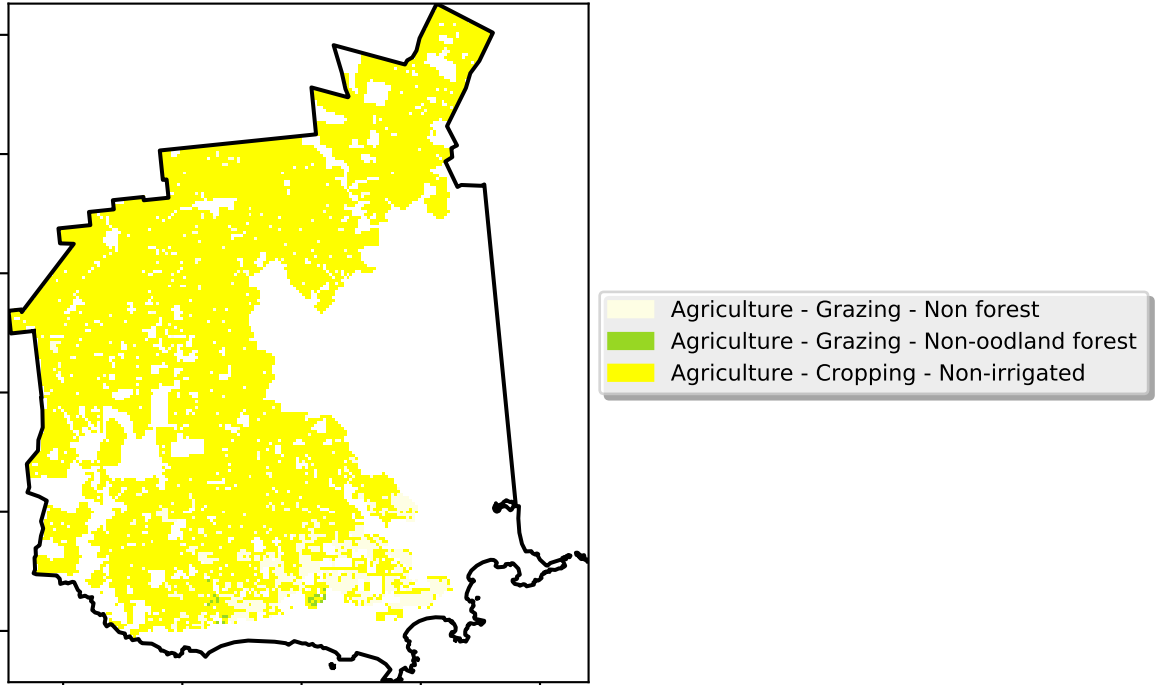 Agriculture - Grazing - Non forest
Agriculture - Grazing - Non-oodland forest
Agriculture - Cropping - Non-irrigated